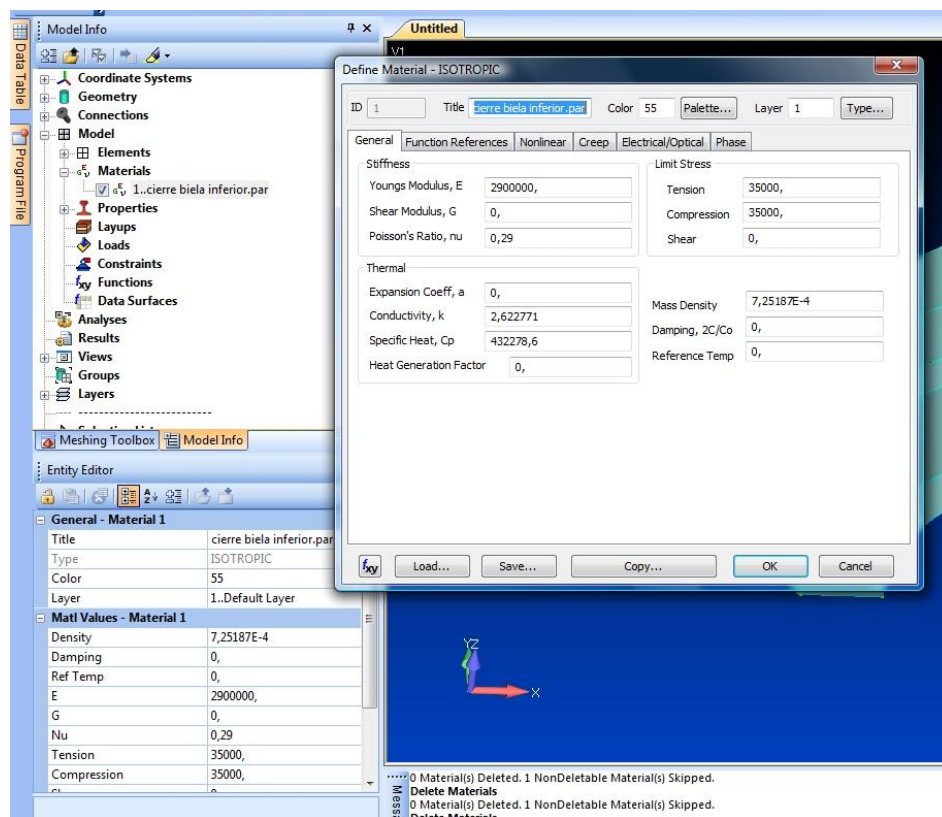 Model Info
Data Table
Program File
Coordinate Systems
Geometry
Connections
Model
Elements
Materials
1..cierre biela inferior.par
Properties
Layups
Loads
Constraints
Functions
Data Surfaces
Analyses
Results
Views
Groups
Layers
Meshing Toolbox
Model Info
Entity Editor
General - Material 1
Title cierre biela inferior.par
Type ISOTROPIC
Color 55
Layer 1..Default Layer
Matl Values - Material 1
Density 7,25187E-4
Damping 0,
Ref Temp 0,
E 2900000,
G 0,
Nu 0,29
Tension 35000,
Compression 35000,
Untitled
V1
Define Material - ISOTROPIC
ID 1 Title cierre biela inferior.par Color 55 Palette... Layer 1 Type...
General Function References Nonlinear Creep Electrical/Optical Phase
Stiffness
Youngs Modulus, E 2900000,
Shear Modulus, G 0,
Poisson's Ratio, nu 0,29
Limit Stress
Tension 35000,
Compression 35000,
Shear 0,
Thermal
Expansion Coeff, a 0,
Conductivity, k 2,622771
Specific Heat, Cp 432278,6
Heat Generation Factor 0,
Mass Density 7,25187E-4
Damping, 2C/Co 0,
Reference Temp 0,
fxy Load... Save... Copy... OK Cancel
YZ
X
0 Material(s) Deleted. 1 NonDeletable Material(s) Skipped.
Delete Materials
0 Material(s) Deleted. 1 NonDeletable Material(s) Skipped.
Delete Materials